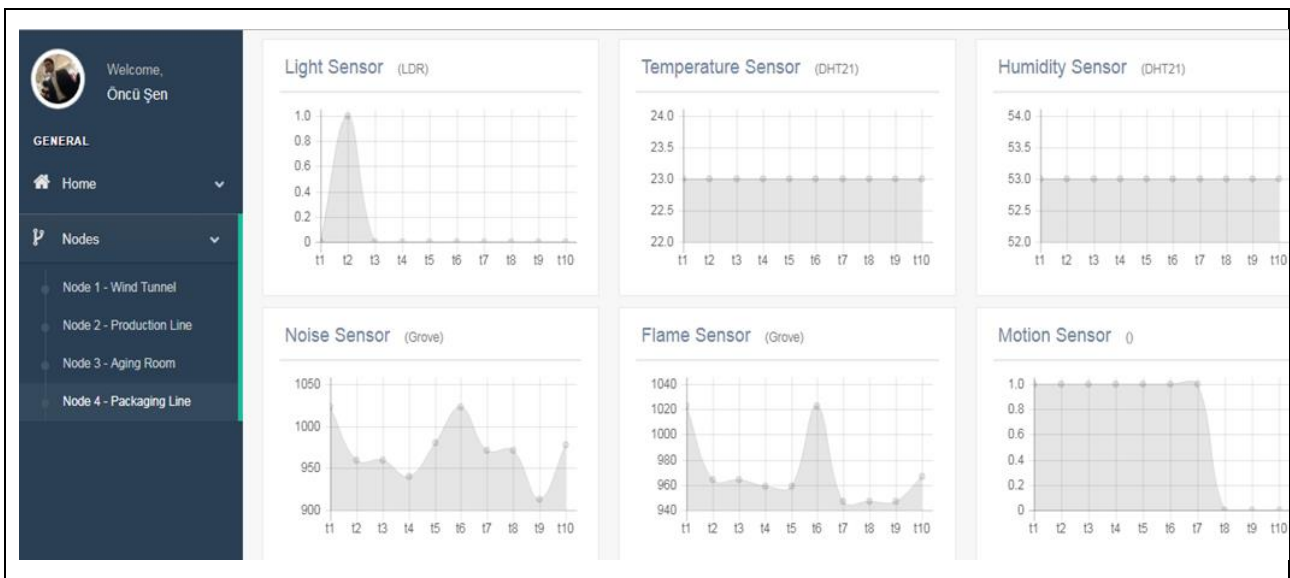 Welcome,
Öncü Şen
GENERAL
Home
Nodes
Node 1 - Wind Tunnel
Node 2 - Production Line
Node 3 - Aging Room
Node 4 - Packaging Line
Light Sensor (LDR)
1.0
0.8
0.6
0.4
0.2
0
t1 t2 t3 t4 t5 t6 t7 t8 t9 t10
Temperature Sensor (DHT21)
24.0
23.5
23.0
22.5
22.0
t1 t2 t3 t4 t5 t6 t7 t8 t9 t10
Humidity Sensor (DHT21)
54.0
53.5
53.0
52.5
52.0
t1 t2 t3 t4 t5 t6 t7 t8 t9 t10
Noise Sensor (Grove)
1050
1000
950
900
t1 t2 t3 t4 t5 t6 t7 t8 t9 t10
Flame Sensor (Grove)
1040
1020
1000
980
960
940
t1 t2 t3 t4 t5 t6 t7 t8 t9 t10
Motion Sensor ()
1.0
0.8
0.6
0.4
0.2
0
t1 t2 t3 t4 t5 t6 t7 t8 t9 t10